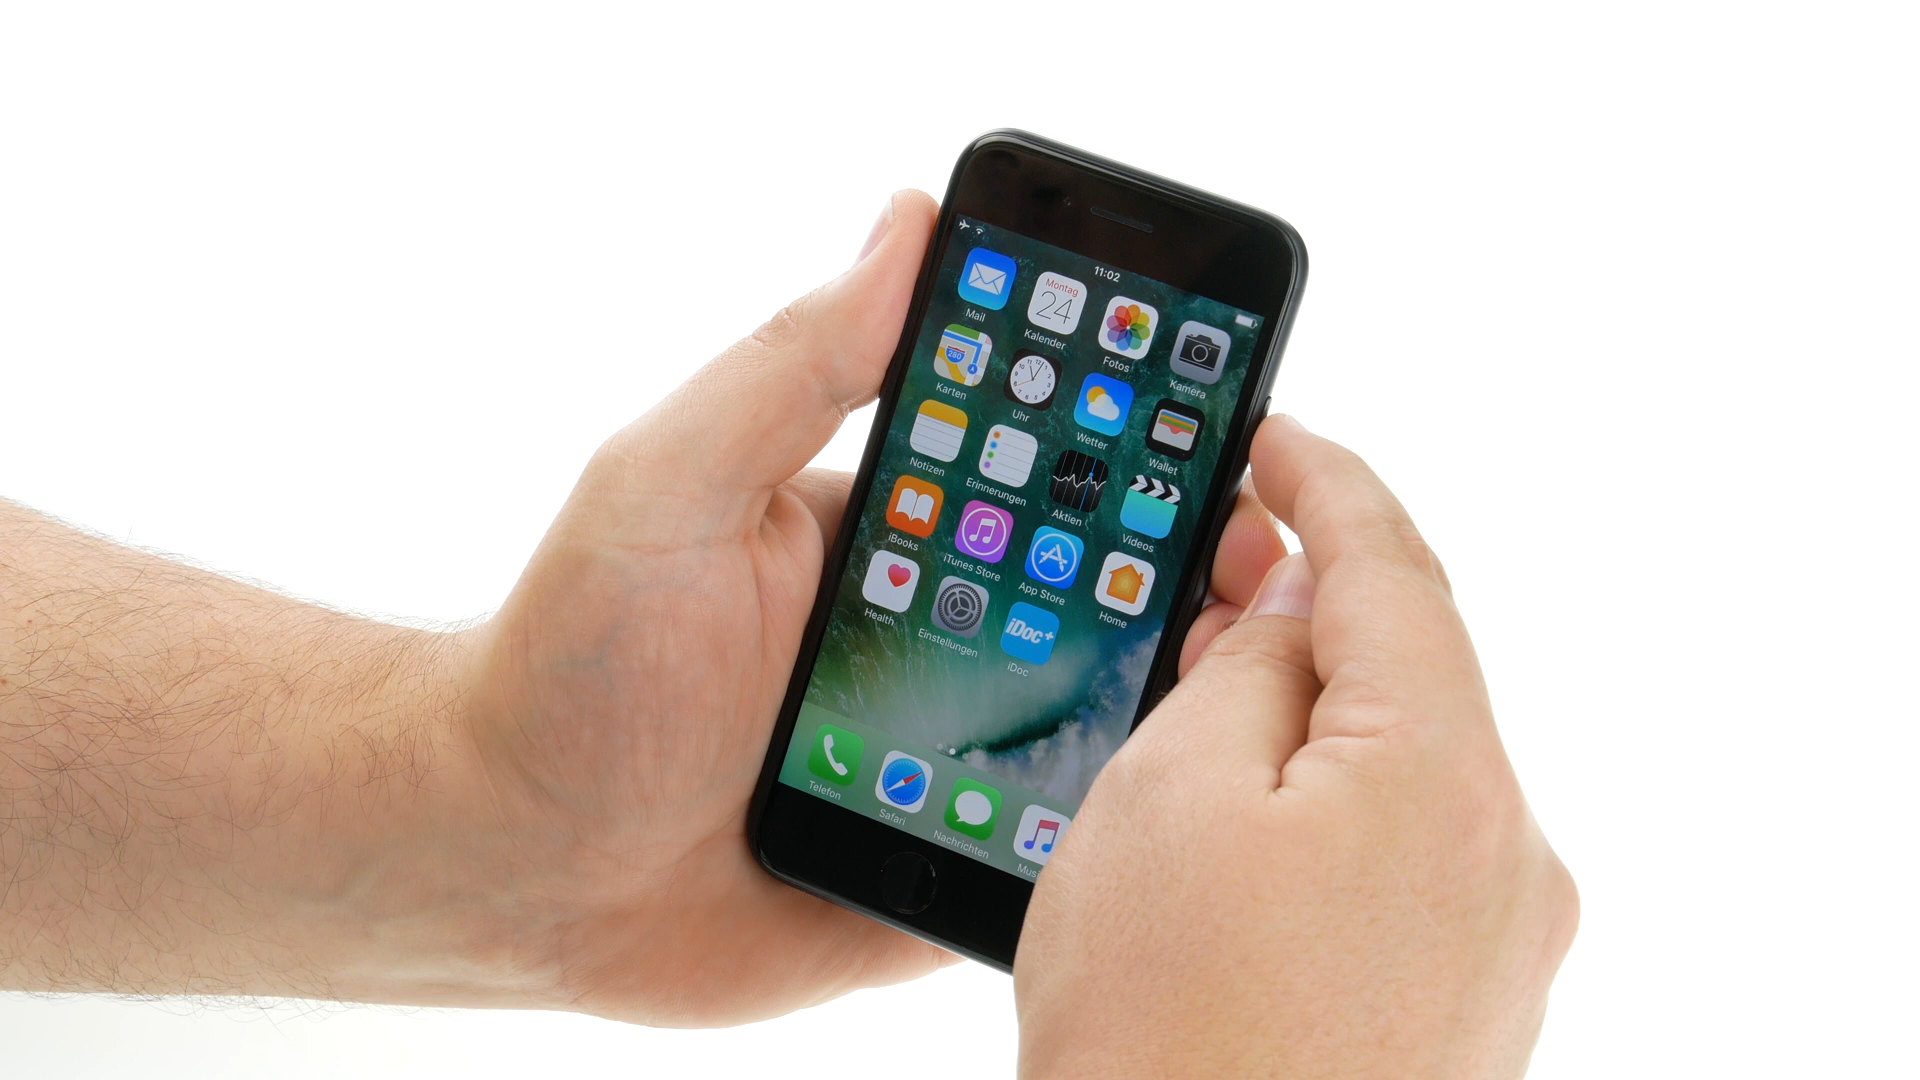 11:02
Montag
24
Mail
Kalender
Fotos
Kamera
280
Karten
Uhr
Wetter
Wallet
Notizen
Erinnerungen
Aktien
Videos
iBooks
iTunes Store
App Store
Home
iDoc+
Health
Einstellungen
iDoc
Telefon
Safari
Nachrichten